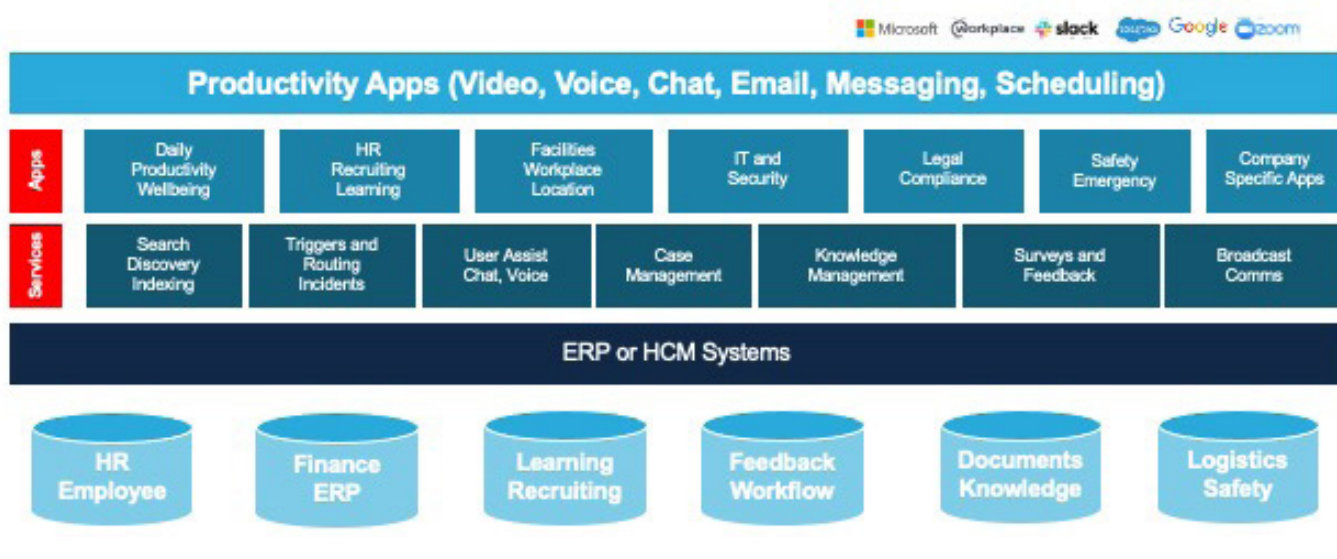 Microsoft @Workplace slack Google zoom
Productivity Apps (Video, Voice, Chat, Email, Messaging, Scheduling)
Apps
Daily
Productivity
Wellbeing
HR
Recruiting
Learning
Facilities
Workplace
Location
IT and
Security
Legal
Compliance
Safety
Emergency
Company
Specific Apps
Services
Search
Discovery
Indexing
Triggers and
Routing
Incidents
User Assist
Chat, Voice
Case
Management
Knowledge
Management
Surveys and
Feedback
Broadcast
Comms
ERP or HCM Systems
HR
Employee
Finance
ERP
Learning
Recruiting
Feedback
Workflow
Documents
Knowledge
Logistics
Safety